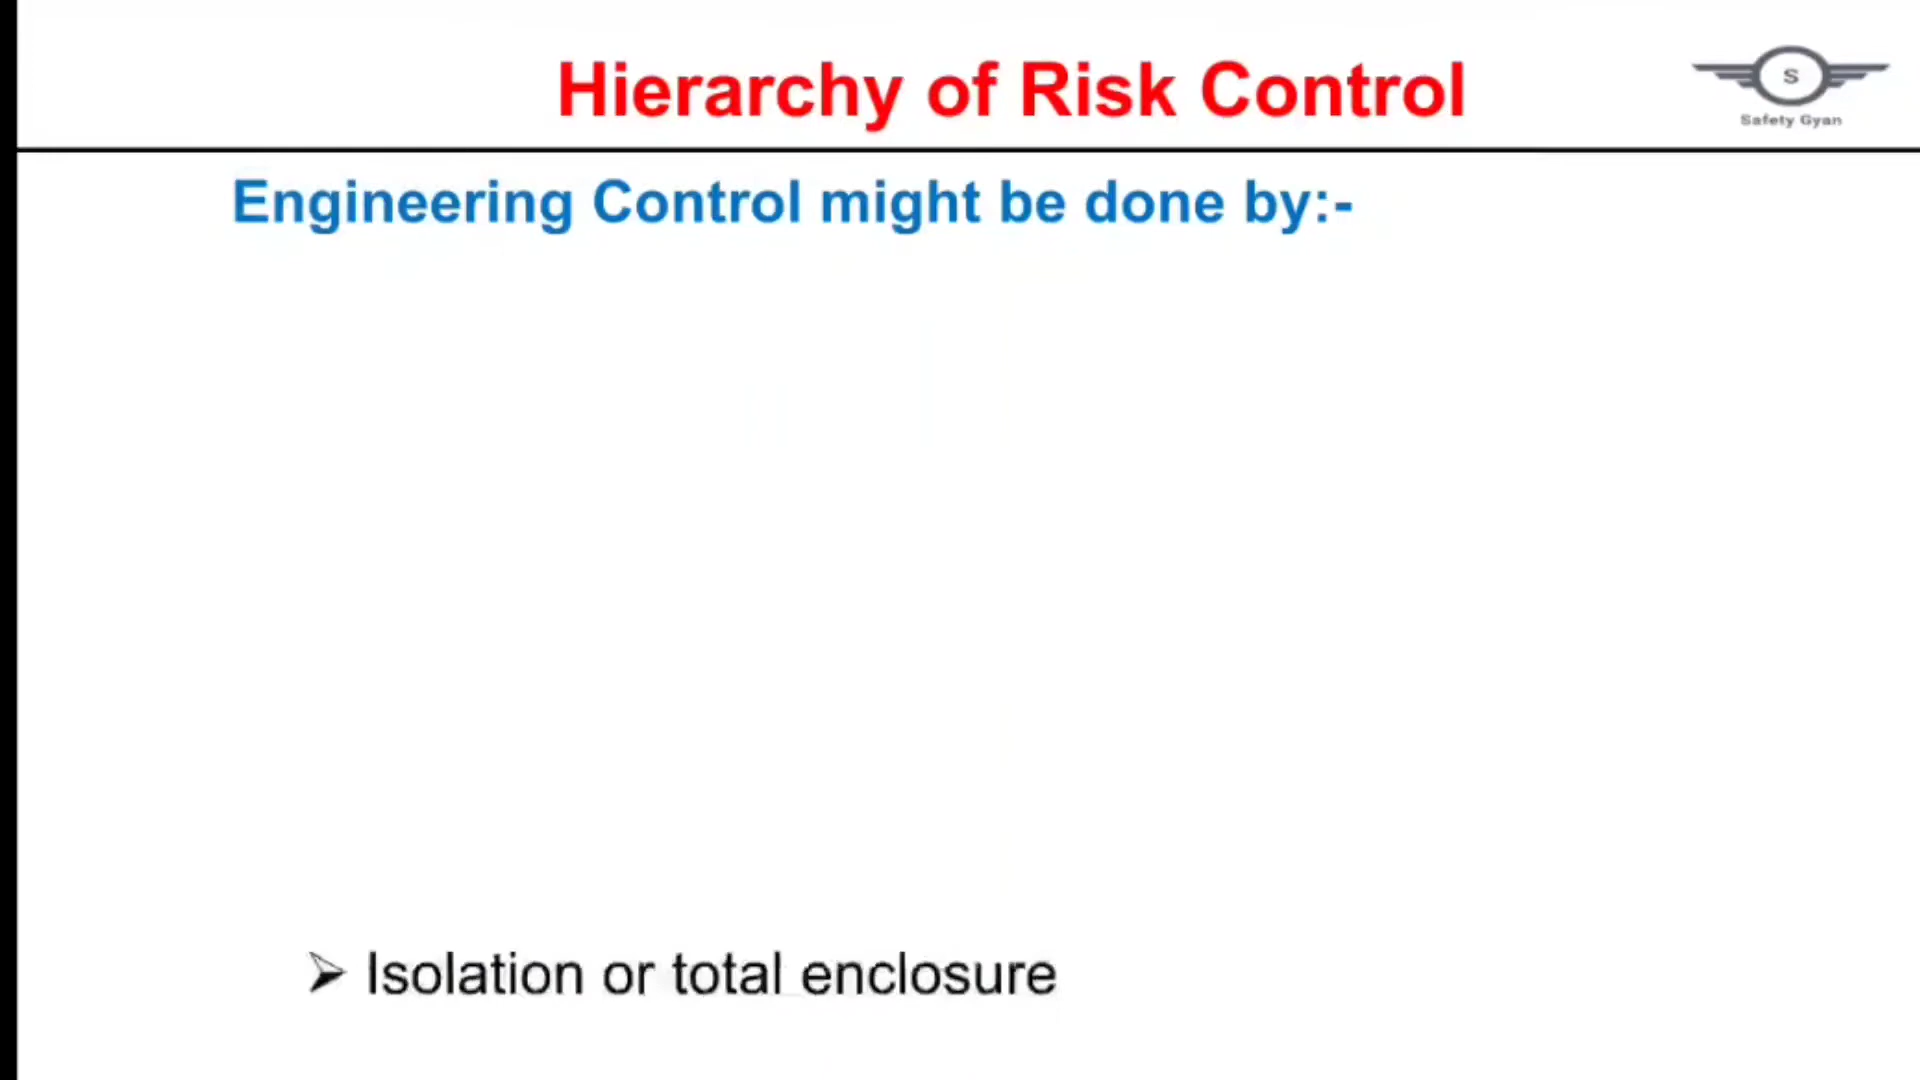 Hierarchy of Risk Control
S
Safety Gyan
Engineering Control might be done by:-
➢ Isolation or total enclosure